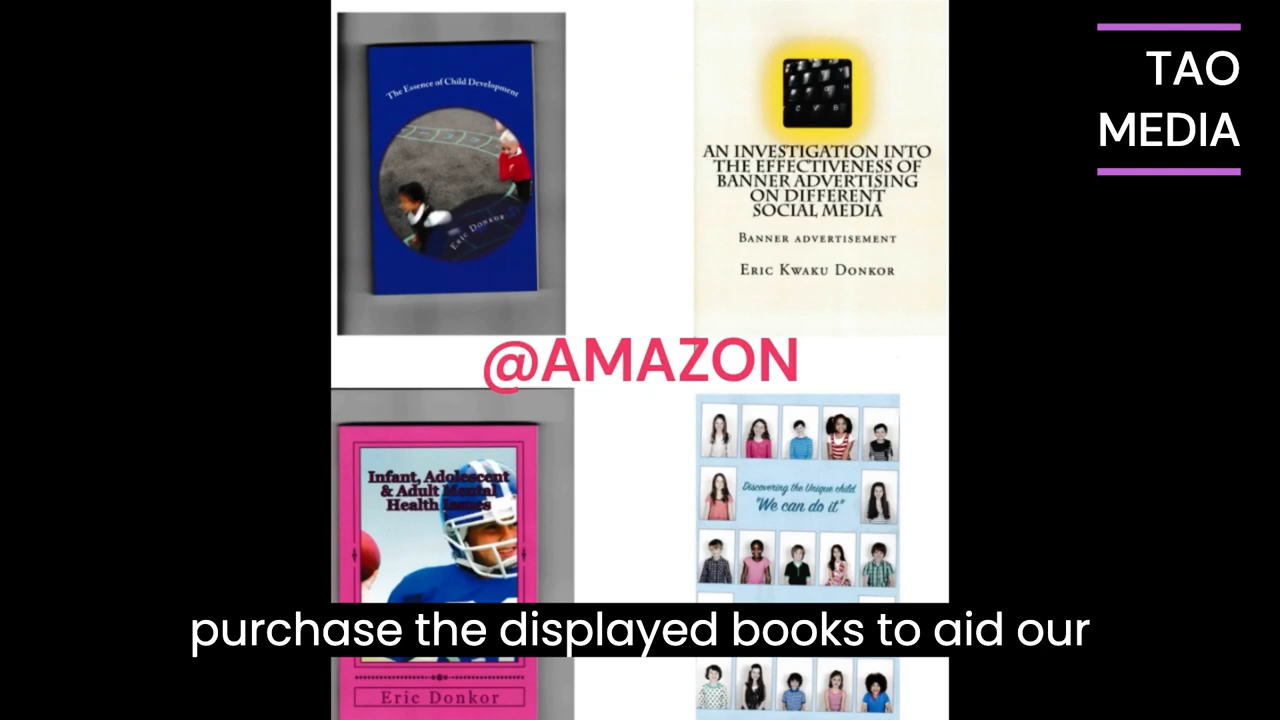 The Essence of Child Development
Eric Donkor
AN INVESTIGATION INTO
THE EFFECTIVENESS OF
BANNER ADVERTISING
ON DIFFERENT
SOCIAL MEDIA
BANNER ADVERTISEMENT
ERIC KWAKU DONKOR
TAO
MEDIA
@AMAZON
Infant, Adolescent
& Adult Mental
Health Issues
Eric Donkor
Discovering the Unique child
"We can do it"
purchase the displayed books to aid our